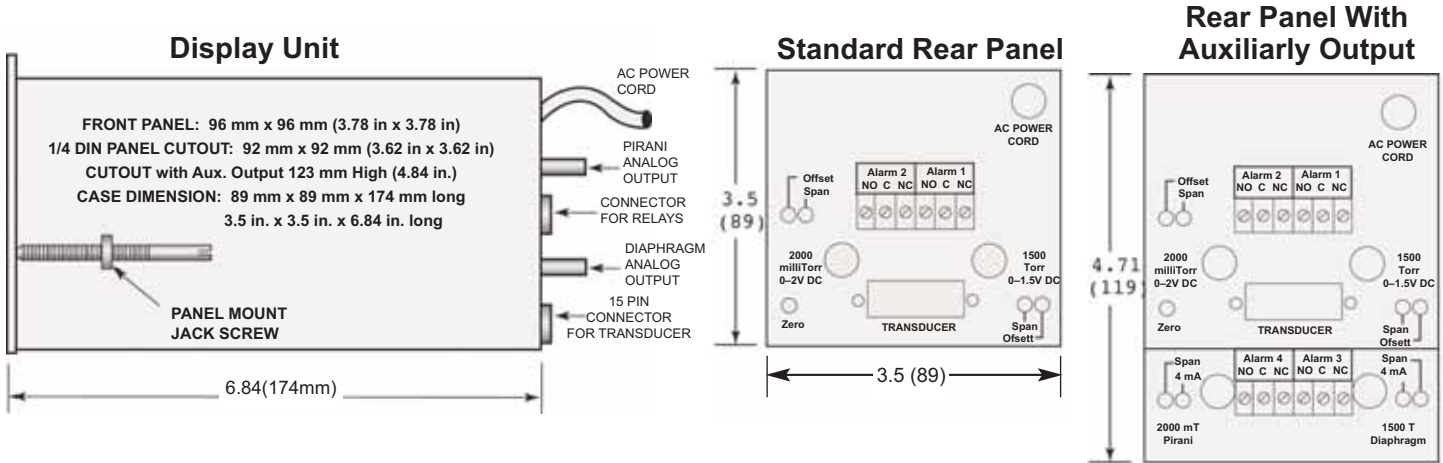 Display Unit
FRONT PANEL: 96 mm x 96 mm (3.78 in x 3.78 in)
1/4 DIN PANEL CUTOUT: 92 mm x 92 mm (3.62 in x 3.62 in)
CUTOUT with Aux. Output 123 mm High (4.84 in.)
CASE DIMENSION: 89 mm x 89 mm x 174 mm long
3.5 in. x 3.5 in. x 6.84 in. long
PANEL MOUNT
JACK SCREW
6.84(174mm)
AC POWER
CORD
PIRANI
ANALOG
OUTPUT
CONNECTOR
FOR RELAYS
DIAPHRAGM
ANALOG
OUTPUT
15 PIN
CONNECTOR
FOR TRANSDUCER
Standard Rear Panel
3.5
(89)
AC POWER
CORD
Offset
Span
Alarm 2 Alarm 1
NO C NC NO C NC
2000
milliTorr
0–2V DC
1500
Torr
0–1.5V DC
Zero
TRANSDUCER
Span
Ofsett
3.5 (89)
Rear Panel With
Auxiliarly Output
4.71
(119)
AC POWER
CORD
Offset
Span
Alarm 2 Alarm 1
NO C NC NO C NC
2000
milliTorr
0–2V DC
1500
Torr
0–1.5V DC
Zero
TRANSDUCER
Span
Ofsett
Span
4 mA
Alarm 4 Alarm 3
NO C NC NO C NC
Span
4 mA
2000 mT
Pirani
1500 T
Diaphragm